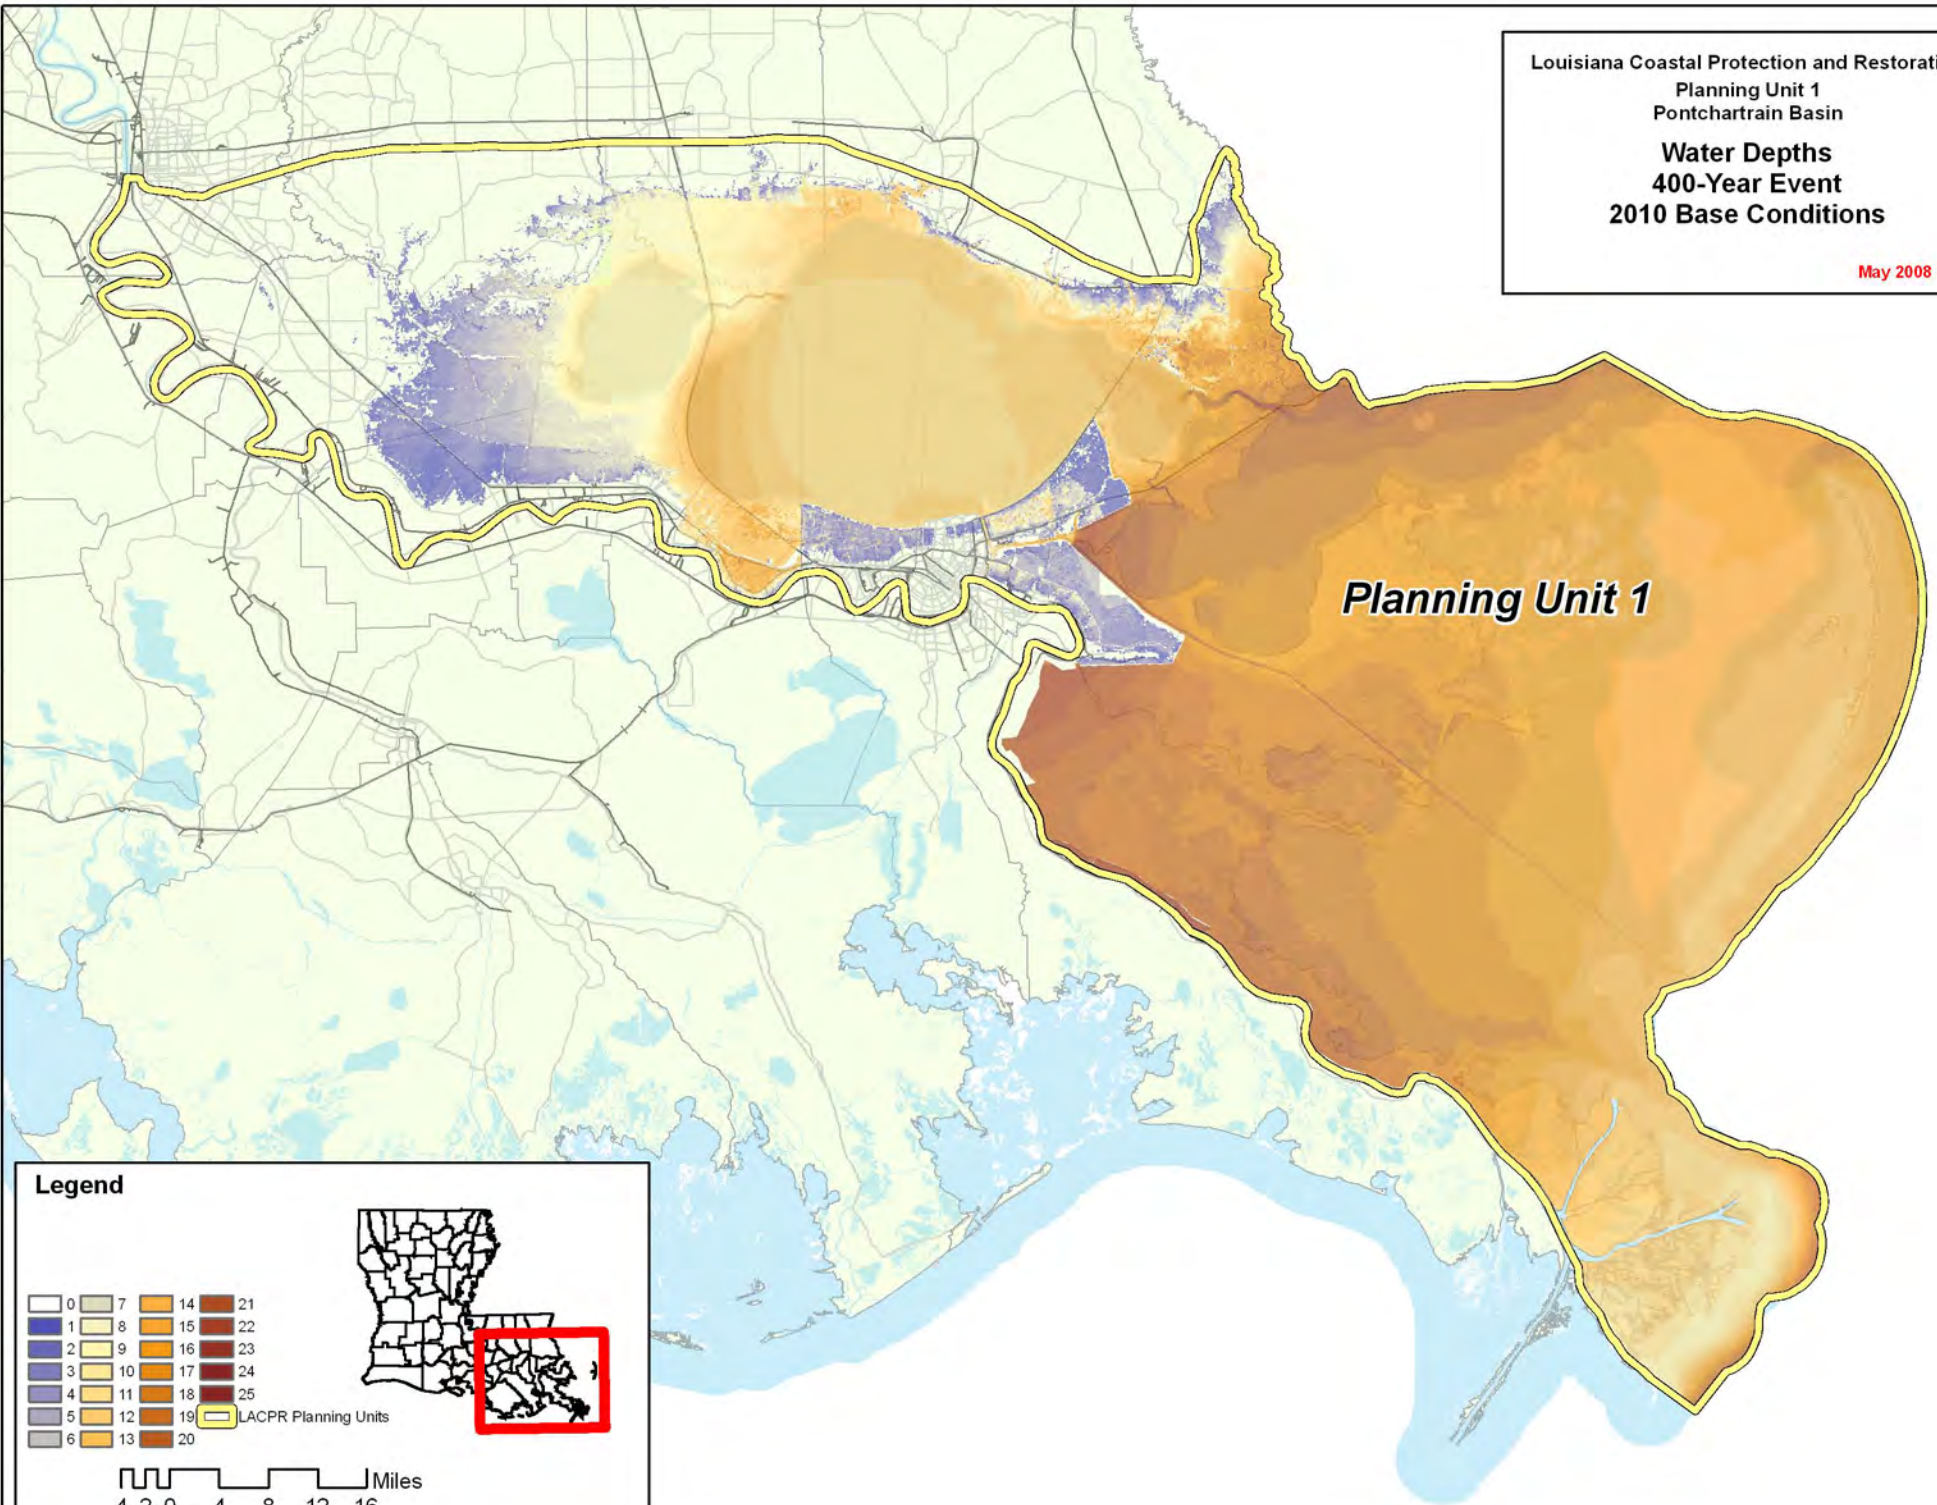 Louisiana Coastal Protection and Restorati
Planning Unit 1
Pontchartrain Basin
Water Depths
400-Year Event
2010 Base Conditions
May 2008
Planning Unit 1
Legend
0 7 14 21
1 8 15 22
2 9 16 23
3 10 17 24
4 11 18 25
5 12 19 LACPR Planning Units
6 13 20
Miles
4 2 0 4 8 12 16